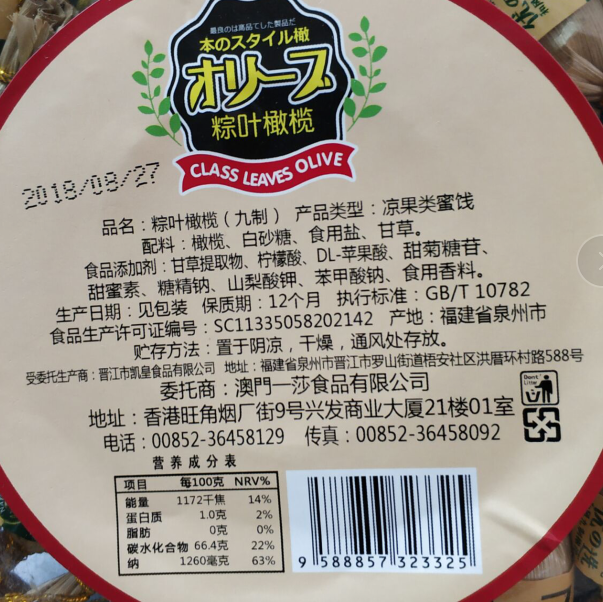 最良のは高品てした製品だ
本のスタイル橄
オリーブ
粽叶橄榄
CLASS LEAVES OLIVE
2018/08/27
品名：粽叶橄榄（九制） 产品类型：凉果类蜜饯
配料：橄榄、白砂糖、食用盐、甘草。
食品添加剂：甘草提取物、柠檬酸、DL-苹果酸、甜菊糖苷、
甜蜜素、糖精钠、山梨酸钾、苯甲酸钠、食用香料。
生产日期：见包装 保质期：12个月 执行标准：GB/T 10782
食品生产许可证编号：SC11335058202142 产地：福建省泉州市
贮存方法：置于阴凉，干燥，通风处存放。
受委托生产商：晋江市凯皇食品有限公司 地址：福建省泉州市晋江市罗山街道梧安社区洪厝环村路588号
委托商：澳門一莎食品有限公司
地址：香港旺角烟厂街9号兴发商业大厦21楼01室
电话：00852-36458129 传真：00852-36458092
Don't Litter
营养成分表
项目 每100克 NRV%
能量 1172千焦 14%
蛋白质 1.0克 2%
脂肪 0克 0%
碳水化合物 66.4克 22%
纳 1260毫克 63%
9 588857 323325